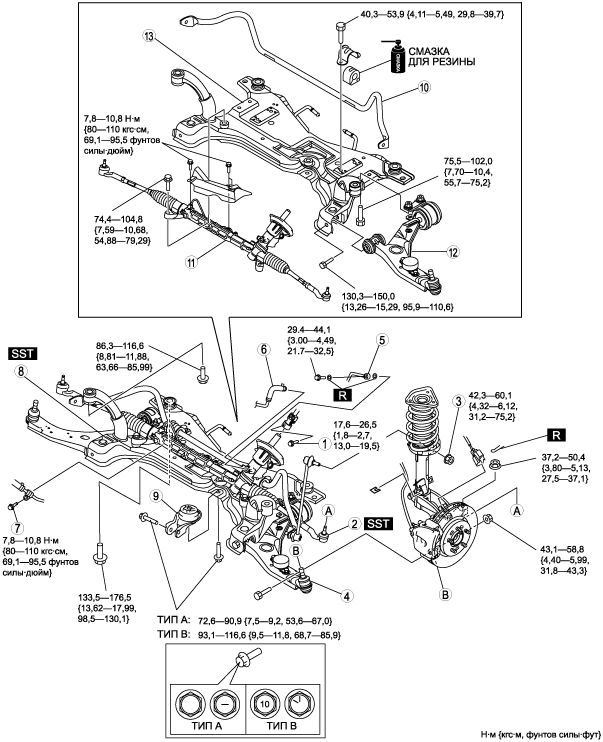 40,3—53,9 {4,11—5,49, 29,8—39,7}
13
СМАЗКА
ДЛЯ РЕЗИНЫ
СМАЗКА
10
7,8—10,8 Н·м
{80—110 кгс·см,
69,1—95,5 фунтов
силы·дюйм}
75,5—102,0
{7,70—10,4,
55,7—75,2}
74,4—104,8
{7,59—10,68,
54,88—79,29}
11
12
130,3—150,0
{13,26—15,29, 95,9—110,6}
86,3—116,6
{8,81—11,88,
63,66—85,99}
29.4—44,1
{3.00—4,49,
21.7—32,5}
SST
8
6
5
R
3
42,3—60,1
{4,32—6,12,
31,2—75,2}
17,6—26,5
{1,8—2,7,
13,0—19,5}
1
R
37,2—50,4
{3,80—5,13,
27,5—37,1}
9
A
A
2
SST
7
7,8—10,8 Н·м
{80—110 кгс·см,
69,1—95,5 фунтов
силы·дюйм}
B
43,1—58,8
{4,40—5,99,
31,8—43,3}
4
B
133,5—176,5
{13,62—17,99,
98,5—130,1}
ТИП A: 72,6—90,9 {7,5—9,2, 53,6—67,0}
ТИП B: 93,1—116,6 {9,5—11,8, 68,7—85,9}
10
ТИП A
ТИП B
Н·м {кгс·м, фунтов силы·фут}